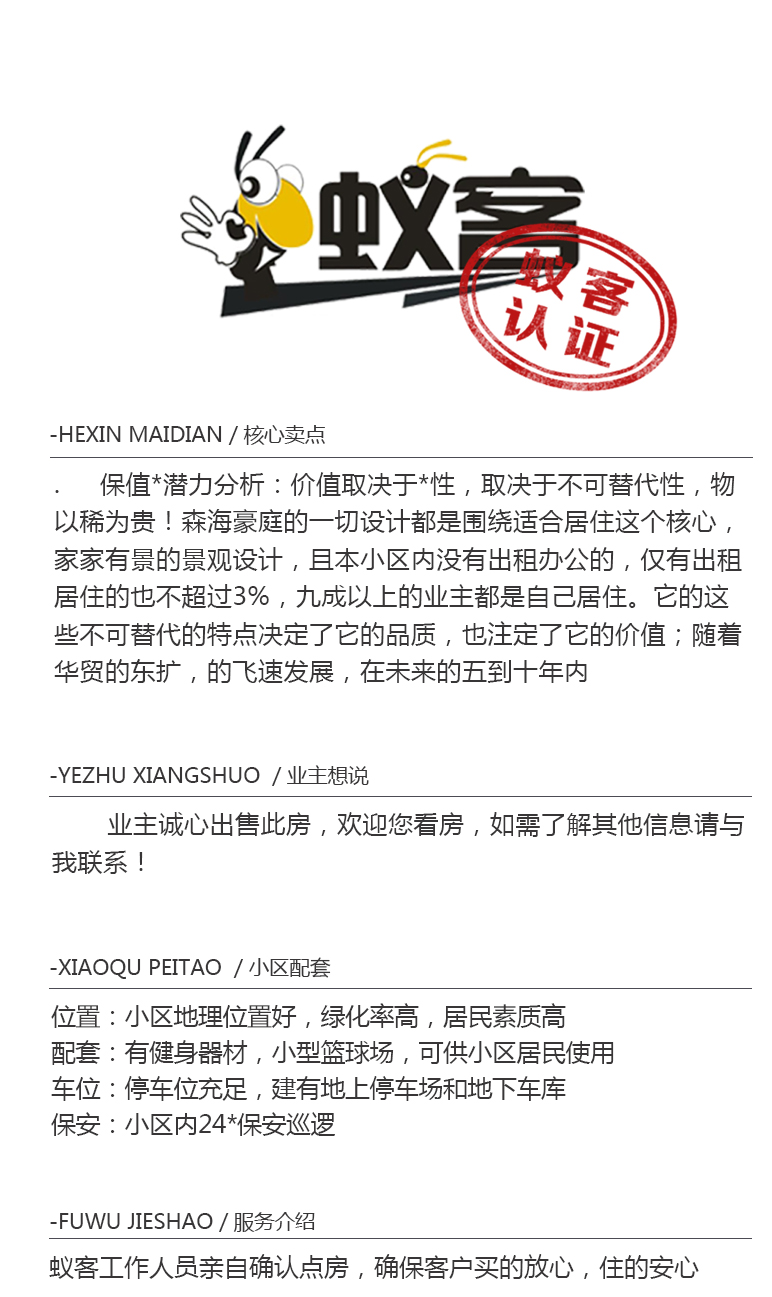 蚁客
蚁客
认证
-HEXIN MAIDIAN / 核心卖点
. 保值*潜力分析：价值取决于*性，取决于不可替代性，物
以稀为贵！森海豪庭的一切设计都是围绕适合居住这个核心，
家家有景的景观设计，且本小区内没有出租办公的，仅有出租
居住的也不超过3%，九成以上的业主都是自己居住。它的这
些不可替代的特点决定了它的品质，也注定了它的价值；随着
华贸的东扩，的飞速发展，在未来的五到十年内
-YEZHU XIANGSHUO / 业主想说
业主诚心出售此房，欢迎您看房，如需了解其他信息请与
我联系！
-XIAOQU PEITAO / 小区配套
位置：小区地理位置好，绿化率高，居民素质高
配套：有健身器材，小型篮球场，可供小区居民使用
车位：停车位充足，建有地上停车场和地下车库
保安：小区内24*保安巡逻
-FUWU JIESHAO / 服务介绍
蚁客工作人员亲自确认点房，确保客户买的放心，住的安心